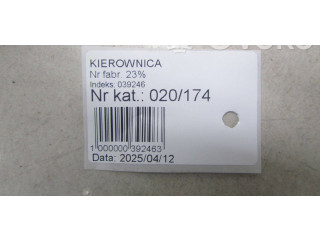 KIEROWNICA
Nr fabr. 23%
Indeks. 039246
Nr kat.: 020/174
1 000000 392463
Data: 2025/04/12